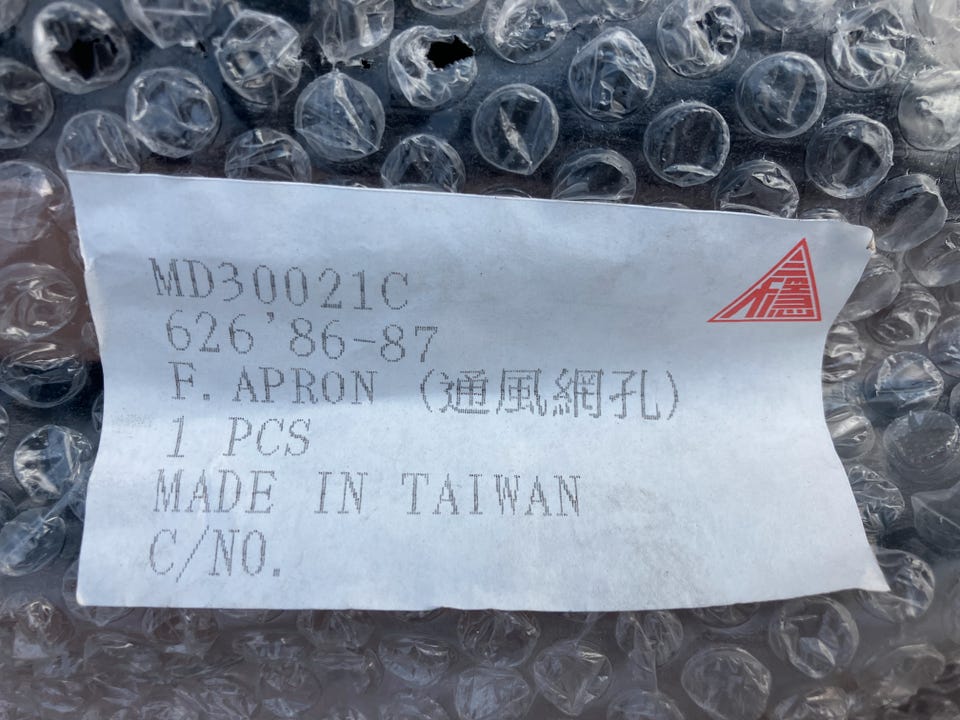 MD30021C
626'86-87
F. APRON (通風網孔)
1 PCS
MADE IN TAIWAN
C/NO.